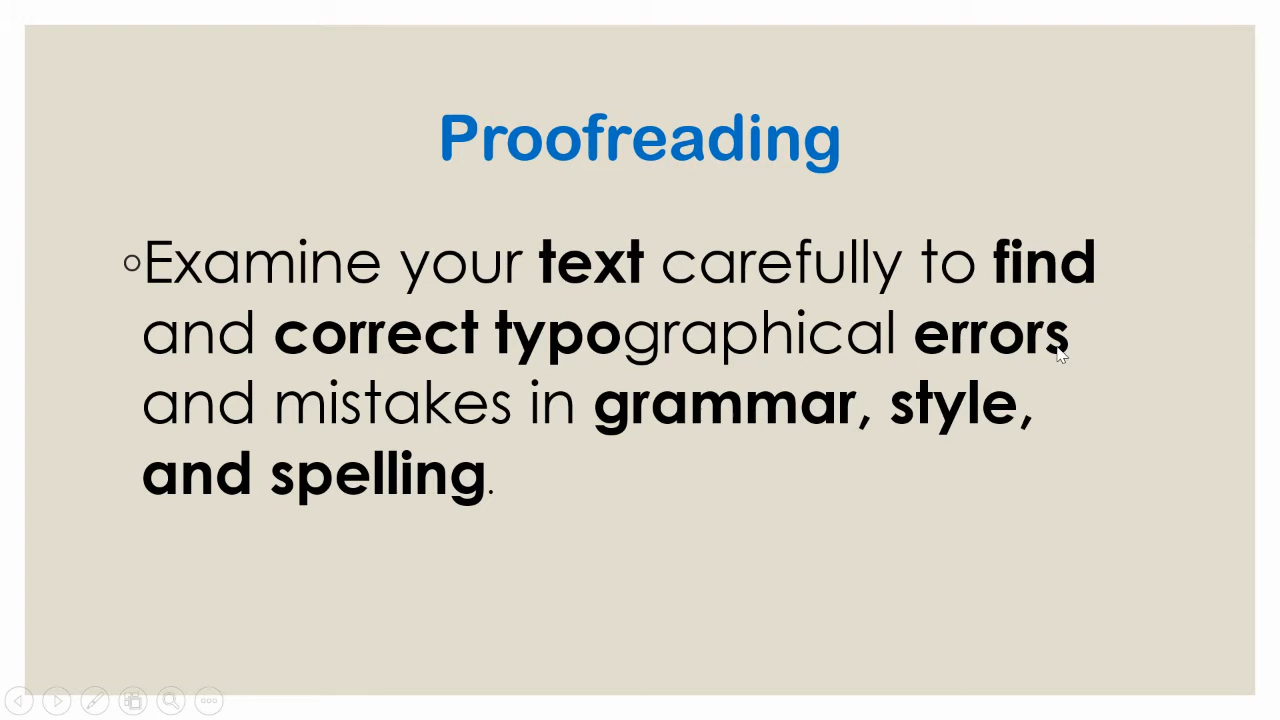 Proofreading
◦Examine your text carefully to find
and correct typographical errors
and mistakes in grammar, style,
and spelling.